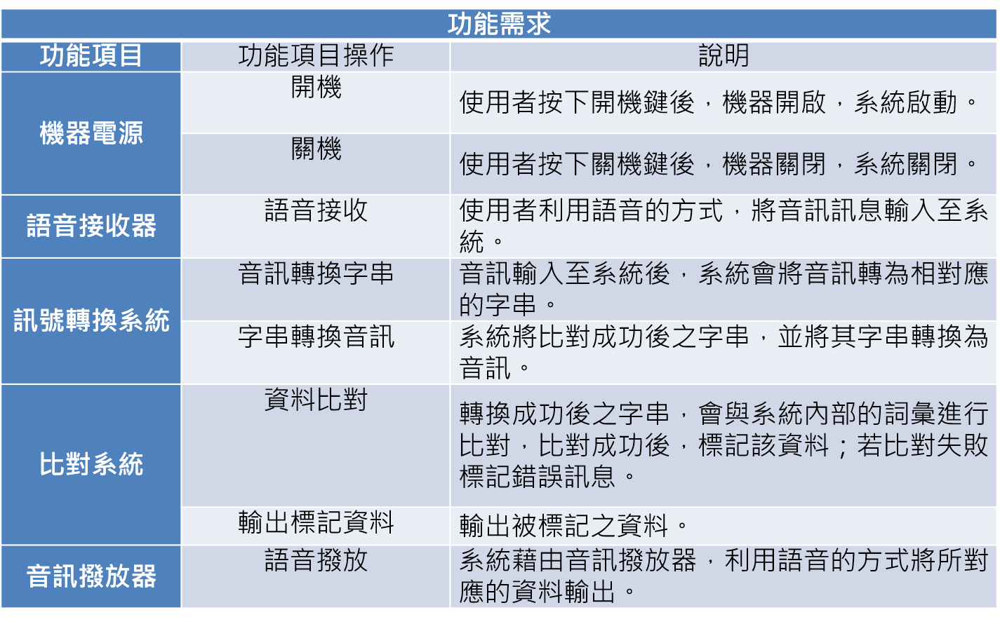 功能需求
功能項目
功能項目操作
說明
機器電源
開機
使用者按下開機鍵後，機器開啟，系統啟動。
關機
使用者按下關機鍵後，機器關閉，系統關閉。
語音接收器
語音接收
使用者利用語音的方式，將音訊訊息輸入至系
統。
訊號轉換系統
音訊轉換字串
音訊輸入至系統後，系統會將音訊轉為相對應
的字串。
字串轉換音訊
系統將比對成功後之字串，並將其字串轉換為
音訊。
比對系統
資料比對
轉換成功後之字串，會與系統內部的詞彙進行
比對，比對成功後，標記該資料；若比對失敗
標記錯誤訊息。
輸出標記資料
輸出被標記之資料。
音訊撥放器
語音撥放
系統藉由音訊撥放器，利用語音的方式將所對
應的資料輸出。